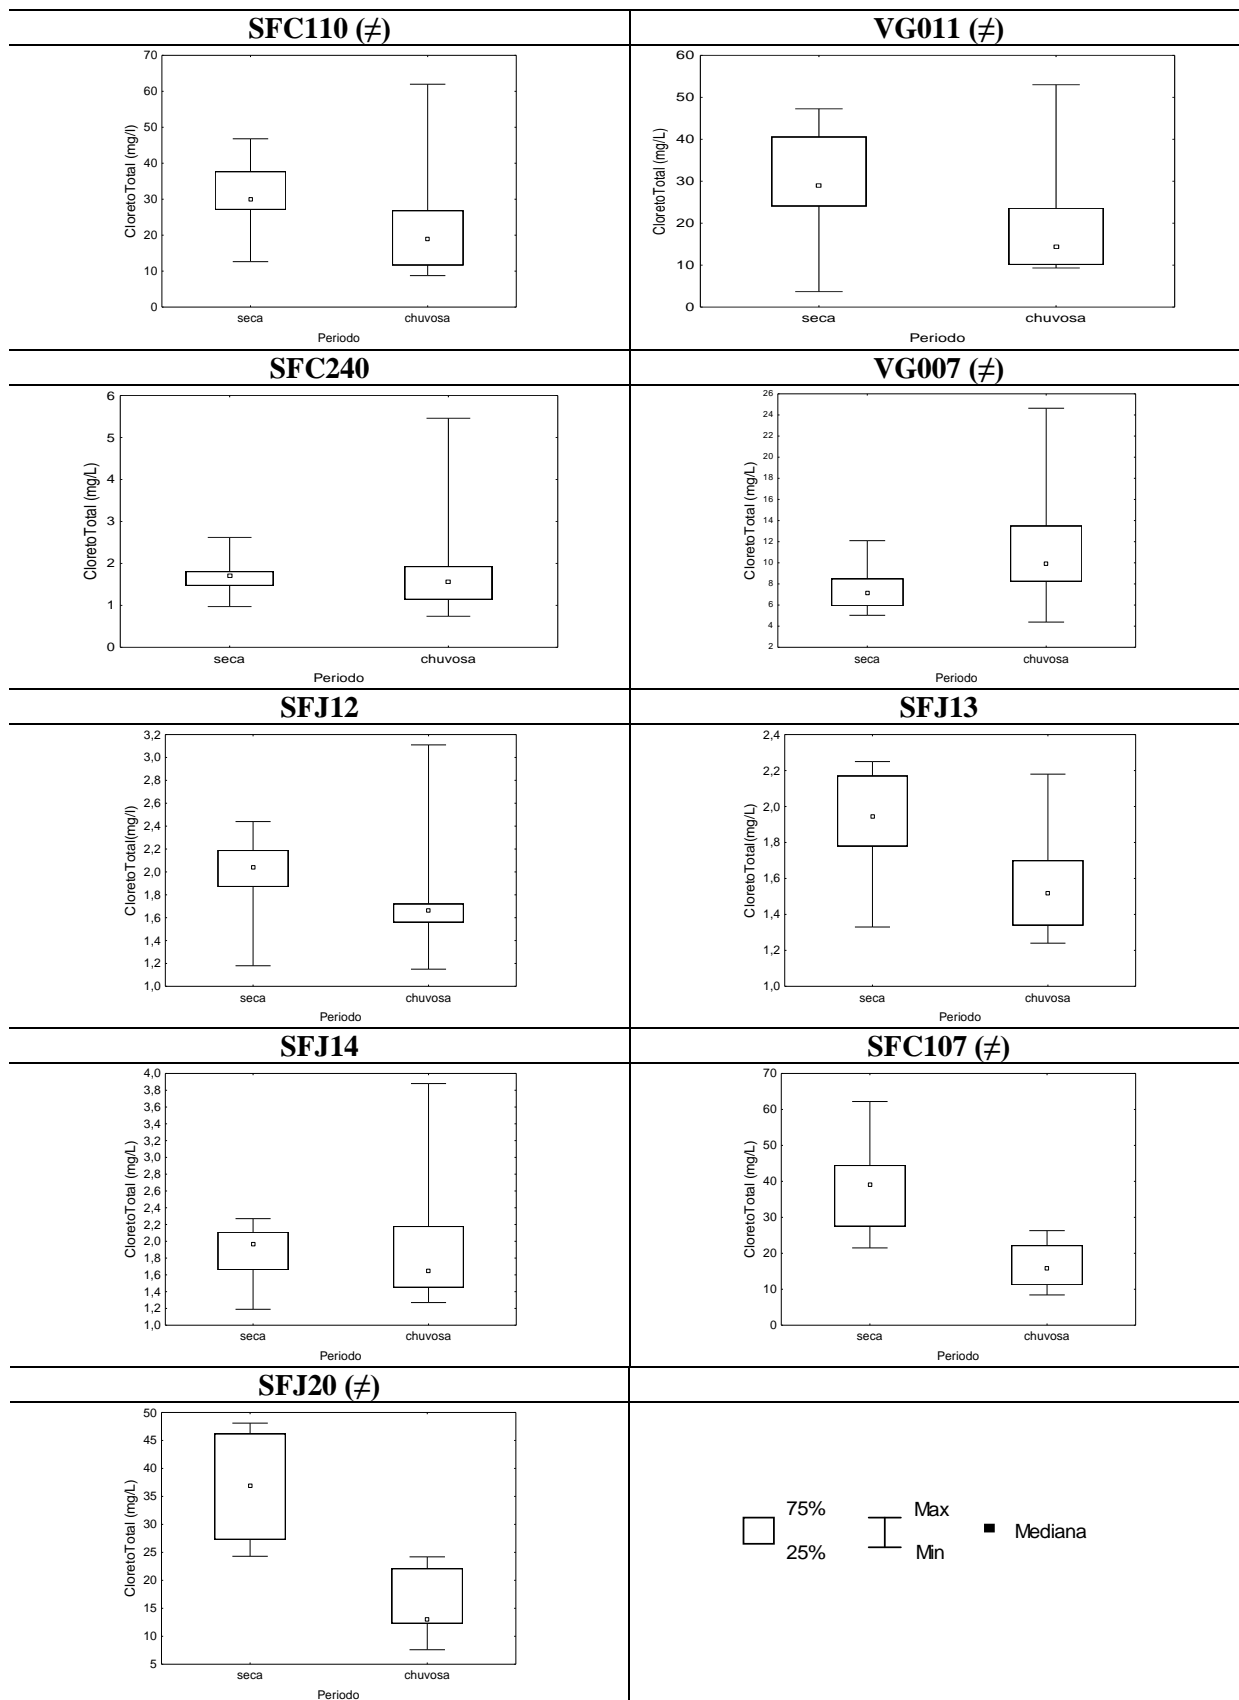 SFC110 (≠)
VG011 (≠)
CloretoTotal (mg/l)
70
60
50
40
30
20
10
0
seca chuvosa
Periodo
CloretoTotal (mg/L)
60
50
40
30
20
10
0
seca chuvosa
Periodo
SFC240
VG007 (≠)
CloretoTotal (mg/L)
6
5
4
3
2
1
0
seca chuvosa
Periodo
CloretoTotal (mg/L)
26
24
22
20
18
16
14
12
10
8
6
4
2
seca chuvosa
Periodo
SFJ12
SFJ13
CloretoTotal(mg/l)
3,2
3,0
2,8
2,6
2,4
2,2
2,0
1,8
1,6
1,4
1,2
1,0
seca chuvosa
Periodo
CloretoTotal(mg/L)
2,4
2,2
2,0
1,8
1,6
1,4
1,2
1,0
seca chuvosa
Periodo
SFJ14
SFC107 (≠)
CloretoTotal (mg/L)
4,0
3,8
3,6
3,4
3,2
3,0
2,8
2,6
2,4
2,2
2,0
1,8
1,6
1,4
1,2
1,0
seca chuvosa
Periodo
CloretoTotal (mg/L)
70
60
50
40
30
20
10
0
seca chuvosa
Periodo
SFJ20 (≠)
CloretoTotal (mg/L)
50
45
40
35
30
25
20
15
10
5
seca chuvosa
Periodo
75%
25%
Max
Min
Mediana